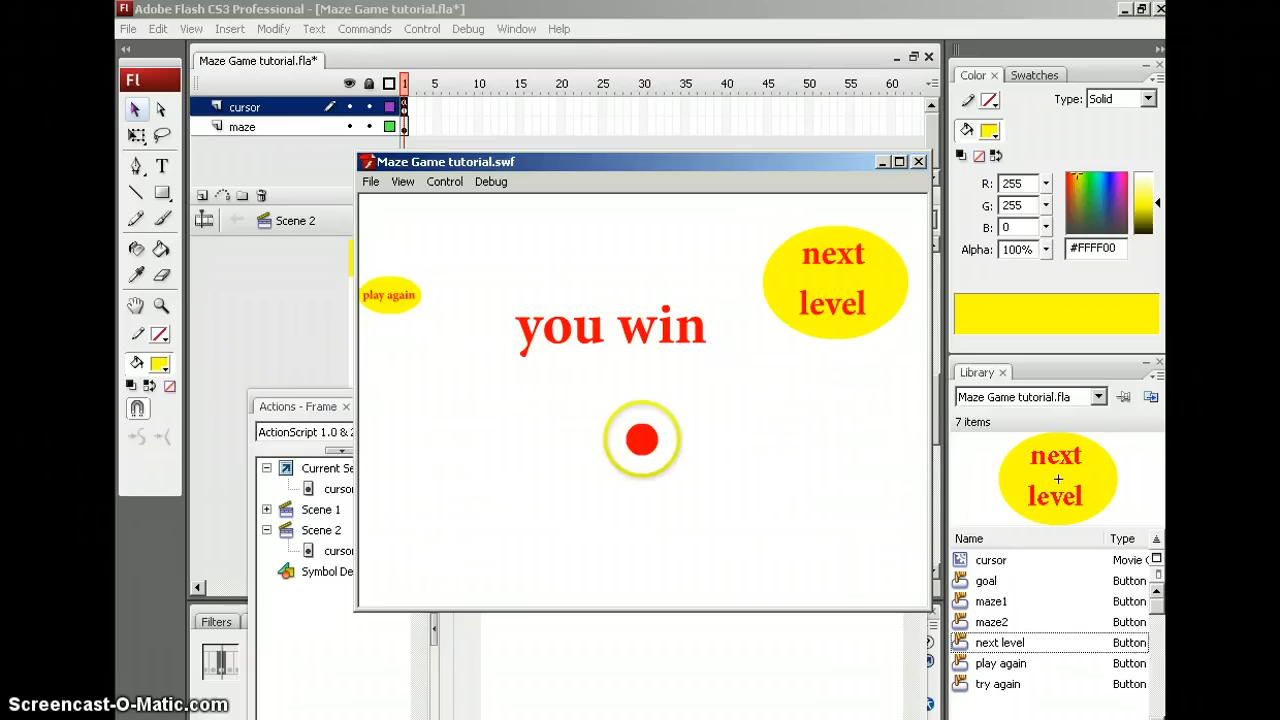 Adobe Flash CS3 Professional - [Maze Game tutorial.fla*]
File Edit View Insert Modify Text Commands Control Debug Window Help
Maze Game tutorial.fla*
1 5 10 15 20 25 30 35 40 45 50 55 60
cursor
maze
Scene 2
Fl
Maze Game tutorial.swf
File View Control Debug
play again
you win
next
level
Actions - Frame
ActionScript 1.0 & 2
Current Se
curso
Scene 1
Scene 2
curso
Symbol De
Filters
Color Swatches
Type: Solid
R: 255
G: 255
B: 0
Alpha: 100% #FFFF00
Library
Maze Game tutorial.fla
7 items
next
level
Name Type
cursor Movie C
goal Button
maze1 Button
maze2 Button
next level Button
play again Button
try again Button
Screencast-O-Matic.com